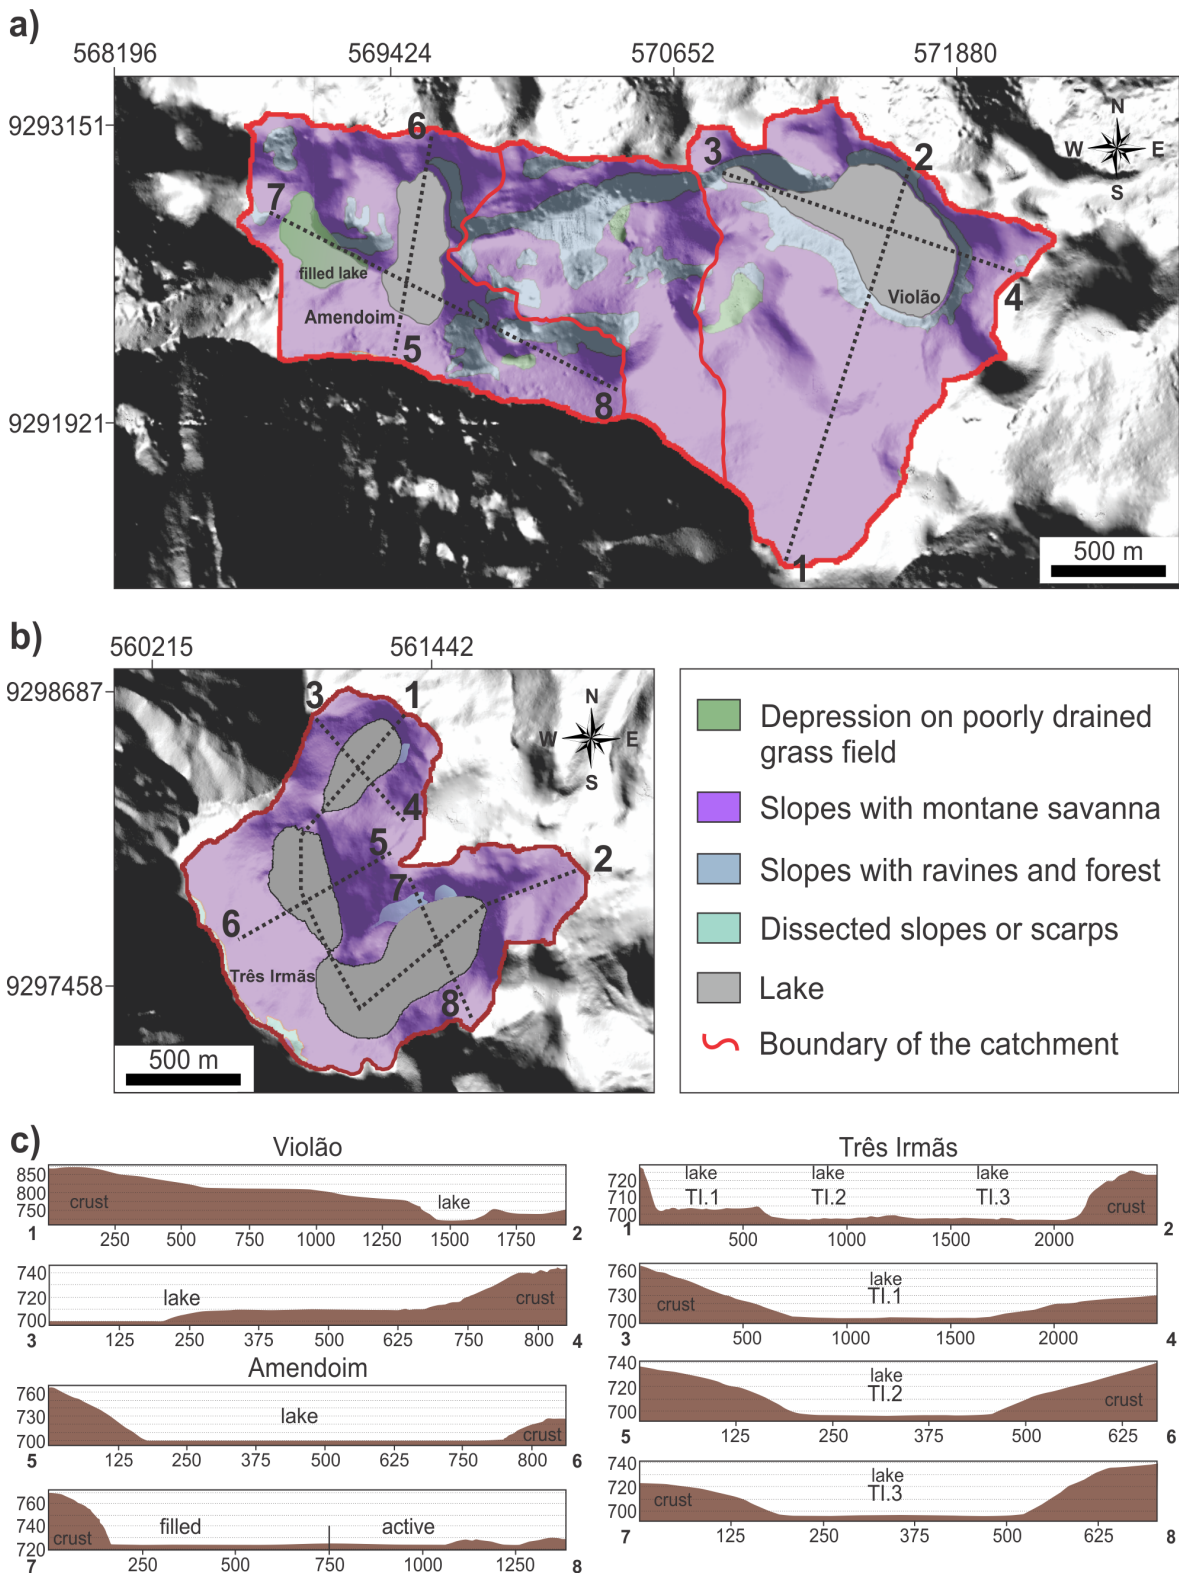 a)
568196 569424 570652 571880
9293151
9291921
N
W E
S
6
3
2
7
filled lake
Amendoim
Violão
4
5
8
1
500 m
b)
560215 561442
9298687
9297458
3 1
N
W E
S
4
5
2
7
6
Três Irmãs
8
500 m
Depression on poorly drained
grass field
Slopes with montane savanna
Slopes with ravines and forest
Dissected slopes or scarps
Lake
Boundary of the catchment
c)
Violão
850
800
750
crust
lake
1 250 500 750 1000 1250 1500 1750 2
740
720
700
lake
crust
3 125 250 375 500 625 750 800 4
Amendoim
760
730
700
lake
crust
5 125 250 375 500 625 750 800 6
760
740
720
crust
filled
active
7 250 500 750 1000 1250 8
Três Irmãs
720
710
700
lake lake lake
TI.1 TI.2 TI.3
crust
1 500 1000 1500 2000 2
760
730
700
lake
TI.1
crust
3 500 1000 1500 2000 4
740
720
700
lake
TI.2
crust
5 125 250 375 500 625 6
740
720
700
lake
TI.3
crust
7 125 250 375 500 625 8